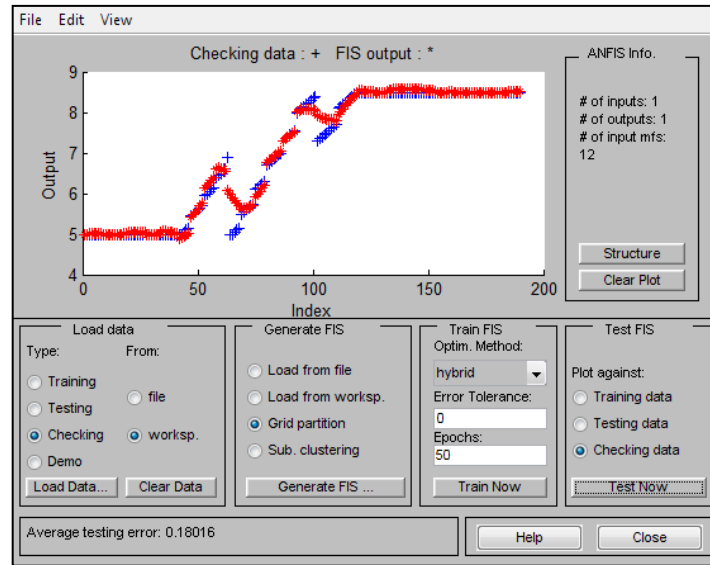 File Edit View
Checking data : + FIS output : *
9
8
7
6
5
4
Output
0
50
100
150
200
Index
ANFIS Info.
# of inputs: 1
# of outputs: 1
# of input mfs:
12
Structure
Clear Plot
Load data
Type: From:
Training
Testing
Checking
Demo
file
worksp.
Load Data... Clear Data
Generate FIS
Load from file
Load from worksp.
Grid partition
Sub. clustering
Generate FIS ...
Train FIS
Optim. Method:
hybrid
Error Tolerance:
0
Epochs:
50
Train Now
Test FIS
Plot against:
Training data
Testing data
Checking data
Test Now
Average testing error: 0.18016
Help Close